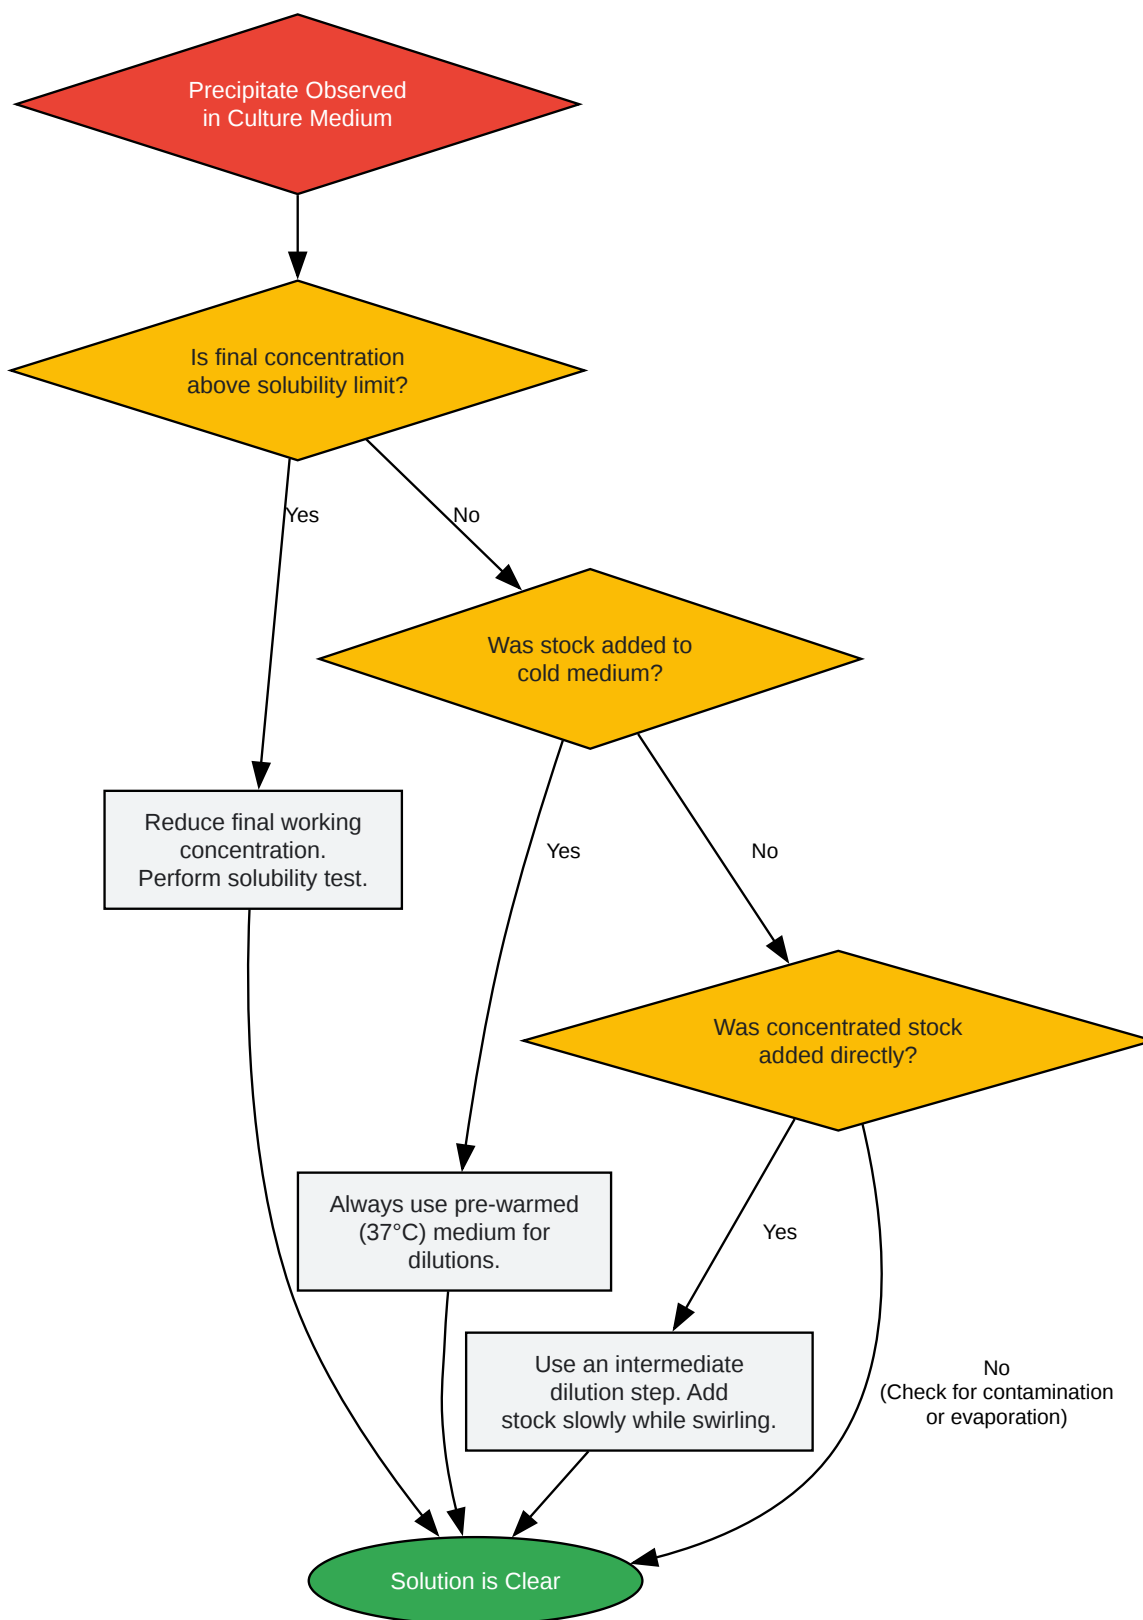 Precipitate Observed
in Culture Medium
Is final concentration
above solubility limit?
Yes
No
Was stock added to
cold medium?
Reduce final working
concentration.
Perform solubility test.
Yes
No
Was concentrated stock
added directly?
Always use pre-warmed
(37°C) medium for
dilutions.
Yes
Use an intermediate
dilution step. Add
stock slowly while swirling.
No
(Check for contamination
or evaporation)
Solution is Clear